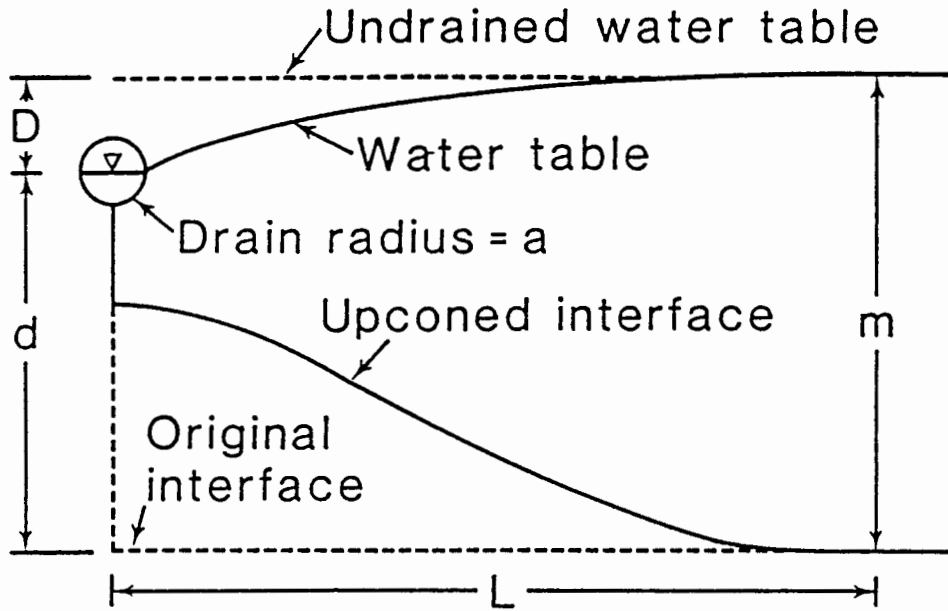 Undrained water table
D
Water table
Drain radius = a
d
Upconed interface
m
Original
interface
L